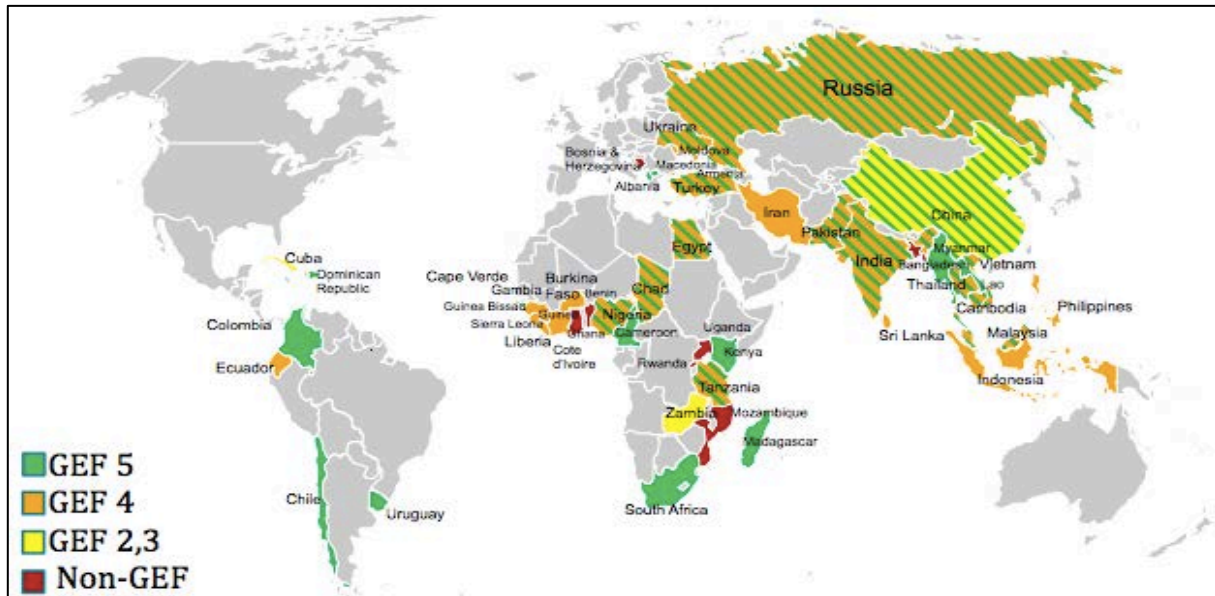 Russia
Ukraine
Moldova
Bosnia &
Herzegovina
Macedonia
Armenia
Albania
Turkey
Iran
China
Pakistan
Egypt
India
Myanmar
Bangladesh
Vietnam
Lao
Thailand
Cambodia
Philippines
Cuba
Dominican
Republic
Cape Verde
Burkina
Faso
Gambia
Benin
Chad
Guinea Bissau
Guinea
Nigeria
Sierra Leona
Ghana
Cameroon
Liberia
Cote
d'Ivoire
Uganda
Rwanda
Kenya
Sri Lanka
Malaysia
Indonesia
Colombia
Ecuador
Tanzania
Zambia
Mozambique
Madagascar
South Africa
Chile
Uruguay
GEF 5
GEF 4
GEF 2,3
Non-GEF